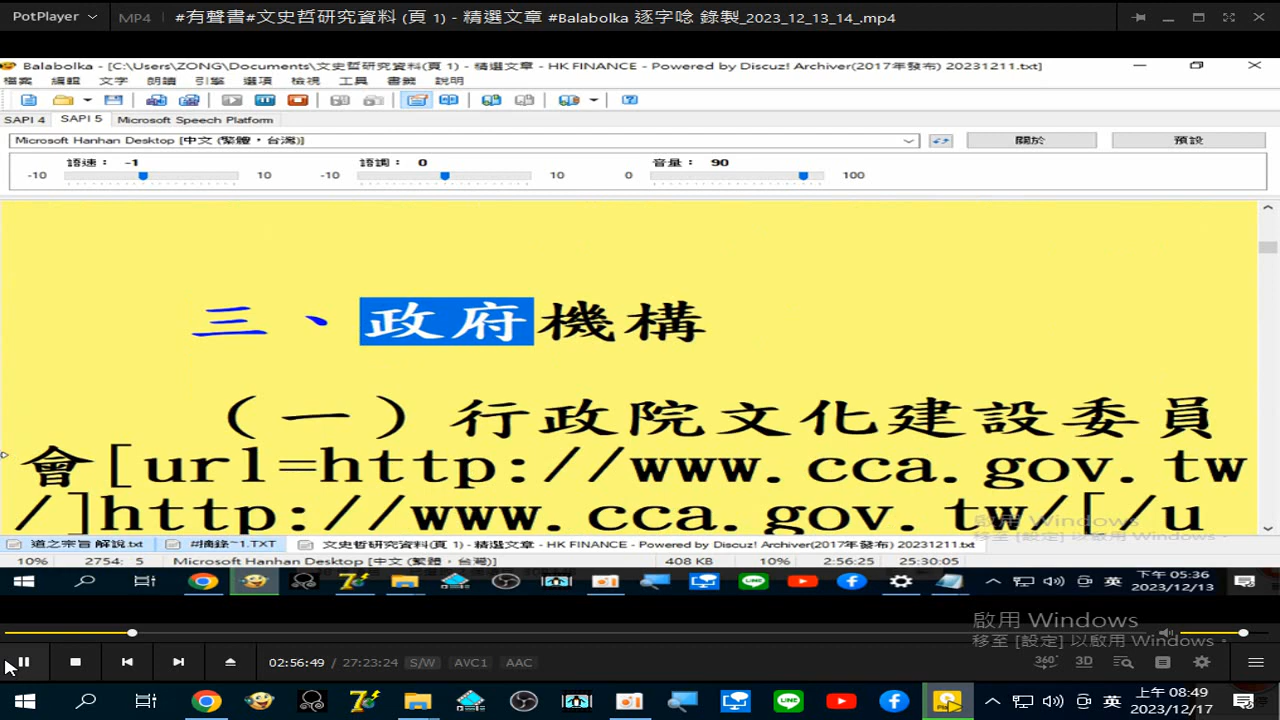 PotPlayer MP4 #有聲書#文史哲研究資料 (頁 1) - 精選文章 #Balabolka 逐字唸 錄製_2023_12_13_14_.mp4
Balabolka - [C:\Users\ZONG\Documents\文史哲研究資料(頁 1) - 精選文章 - HK FINANCE - Powered by Discuz! Archiver(2017年發布) 20231211.txt]
檔案 編輯 文字 朗讀 引擎 選項 檢視 工具 書籤 說明
SAPI 4 SAPI 5 Microsoft Speech Platform
Microsoft Hanhan Desktop [中文 (繁體，台灣)] 關於 預設
語速： -1 語調： 0 音量： 90
-10 10 -10 10 0 100
三、政府機構
（一）行政院文化建設委員
會[url=http://www.cca.gov.tw
/]http://www.cca.gov.tw/[/u
啟用 Windows
移至 [設定] 以啟用 Windows。
道之宗旨 解說.txt #摘錄~1.TXT 文史哲研究資料(頁 1) - 精選文章 - HK FINANCE - Powered by Discuz! Archiver(2017年發布) 20231211.txt
10% 2754: 5 Microsoft Hanhan Desktop [中文 (繁體，台灣)] 408 KB 10% 2:56:25 25:30:05
英 下午 05:36
2023/12/13
啟用 Windows
移至 [設定] 以啟用 Windows。
02:56:49 / 27:23:24 S/W AVC1 AAC 360° 3D
英 上午 08:49
2023/12/17